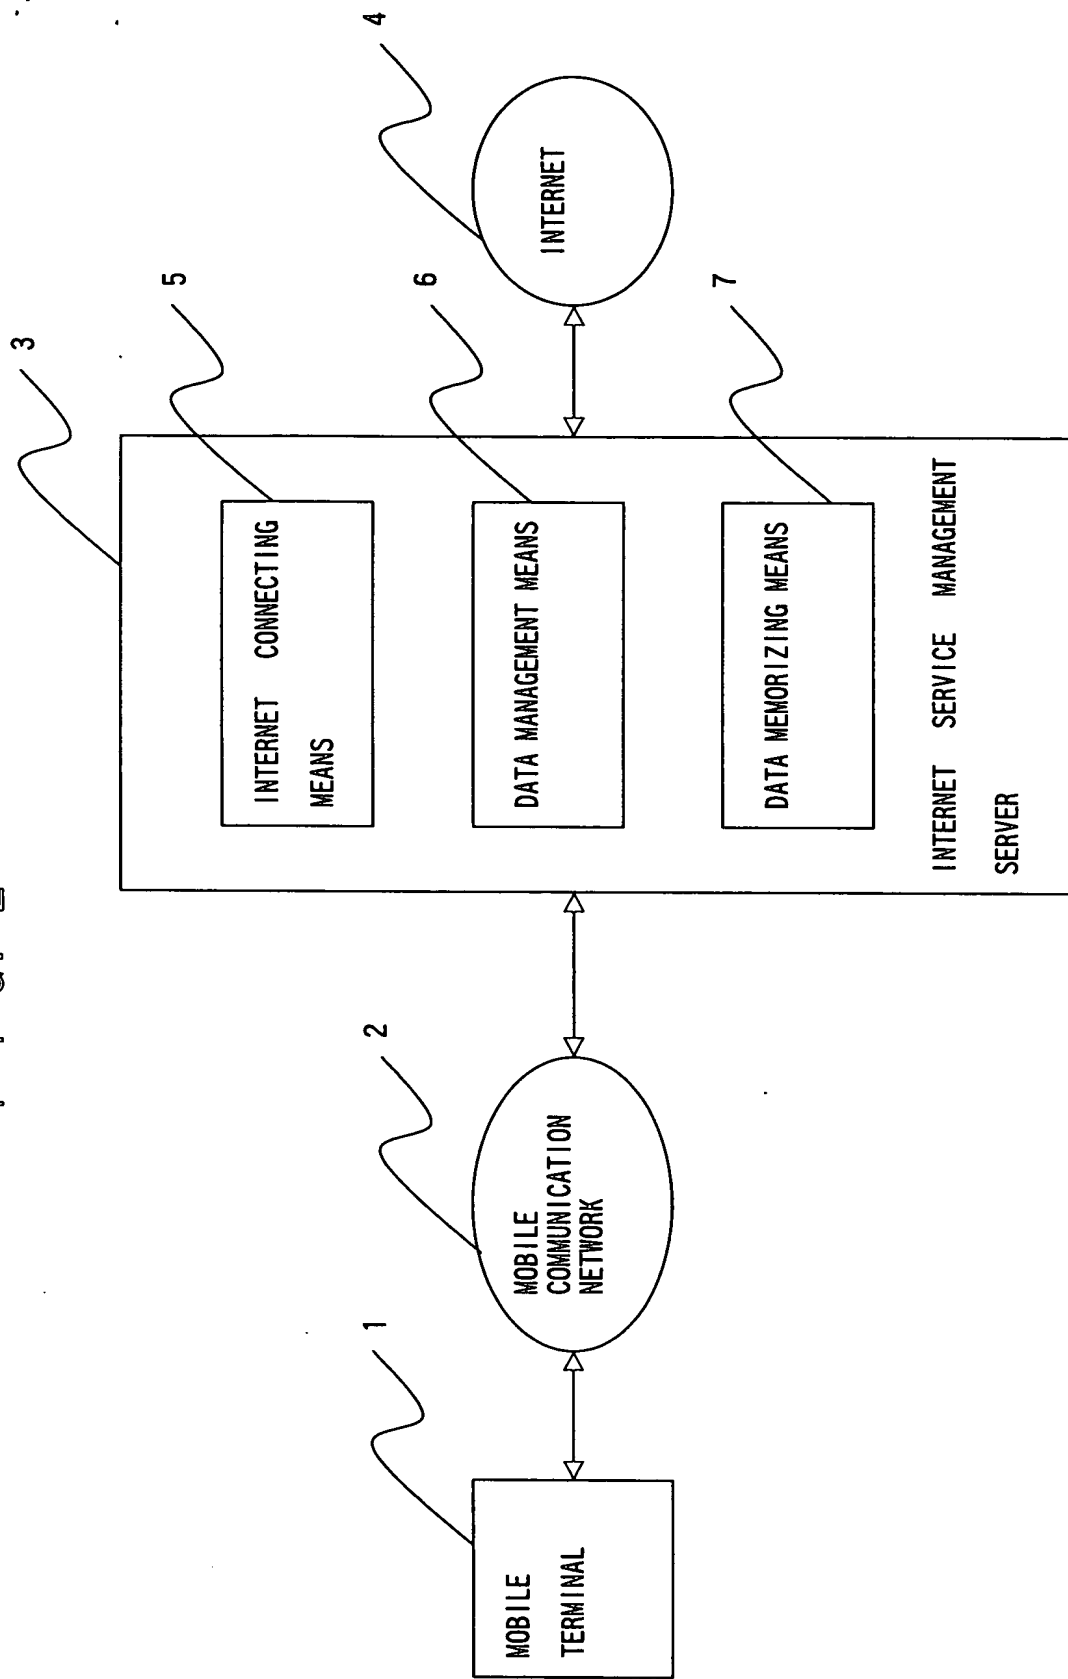 3
5
INTERNET CONNECTING
MEANS
1
2
4
6
MOBILE
TERMINAL
MOBILE
COMMUNICATION
NETWORK
DATA MANAGEMENT MEANS
INTERNET
7
DATA MEMORIZING MEANS
INTERNET SERVICE MANAGEMENT
SERVER